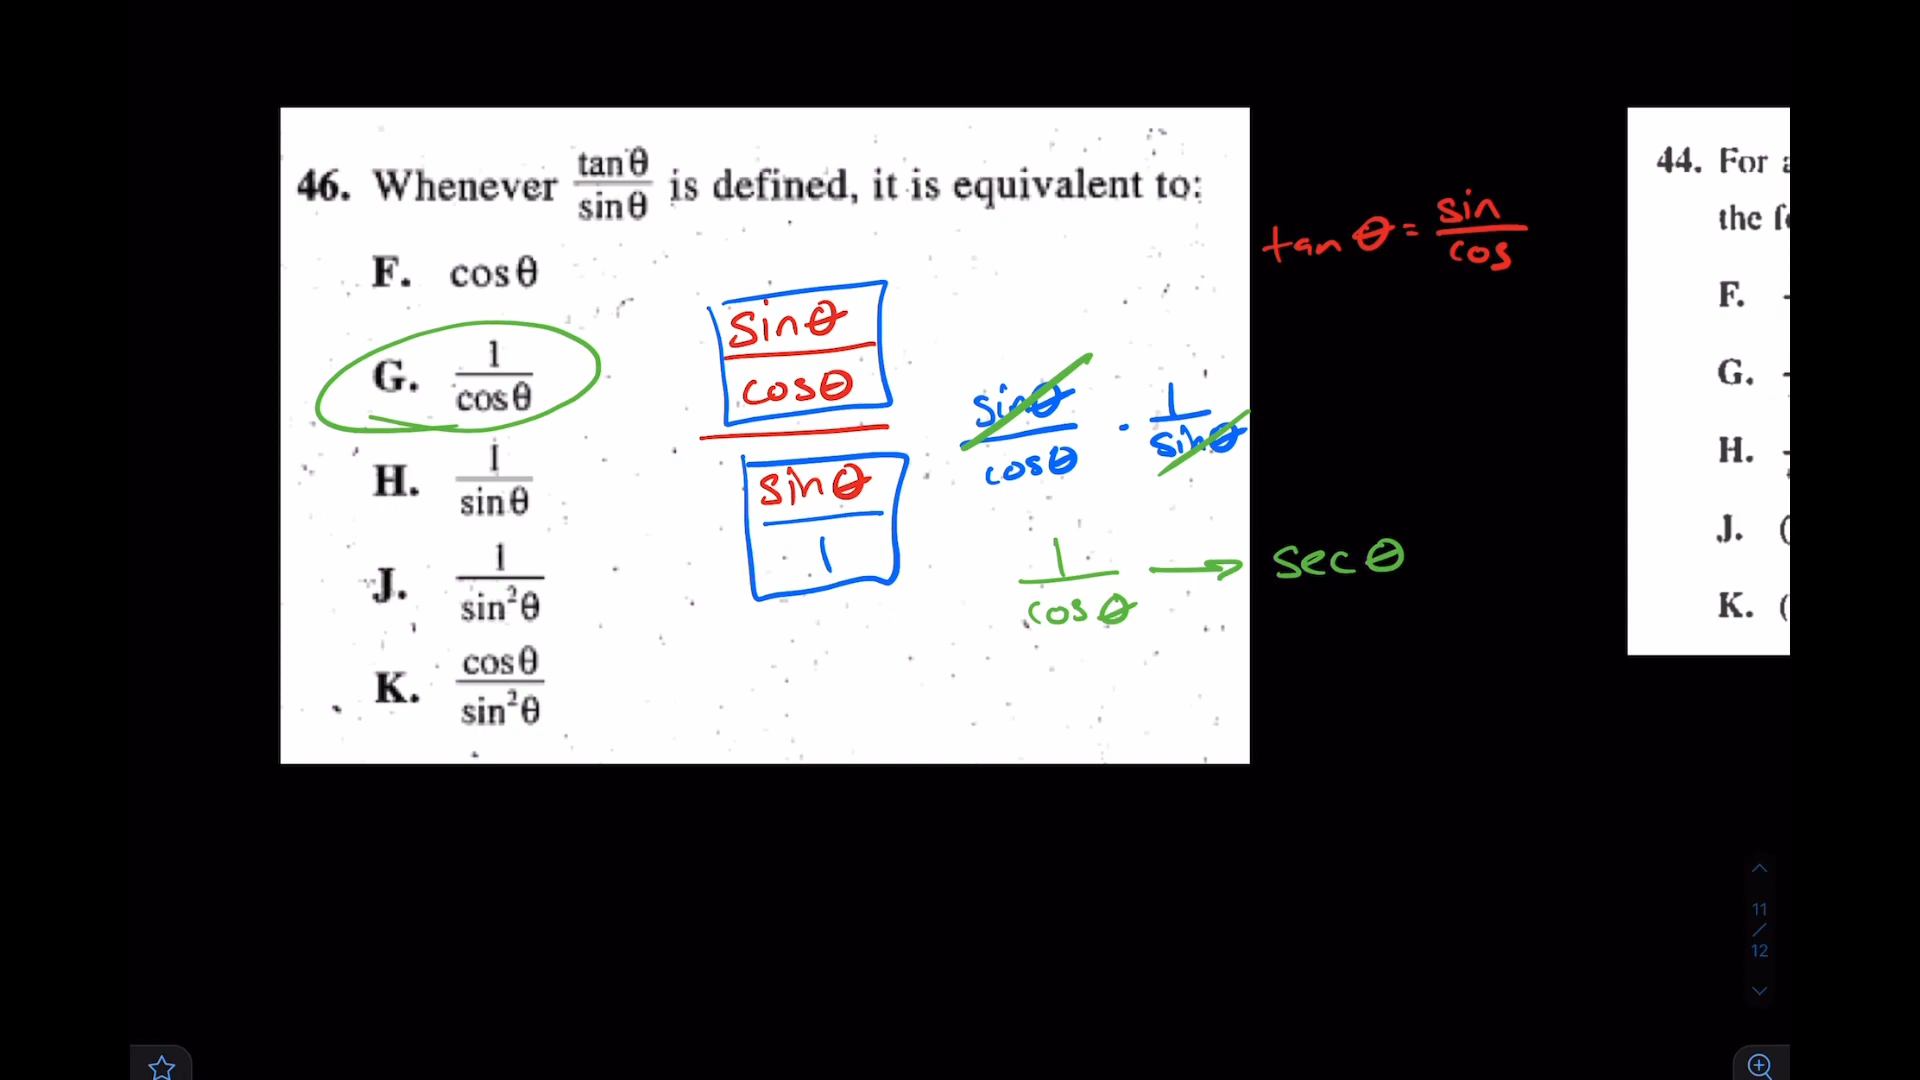 46. Whenever tanθ/sinθ is defined, it is equivalent to:
F. cosθ
G. 1/cosθ
H. 1/sinθ
J. 1/sin²θ
K. cosθ/sin²θ
sinθ
cosθ
sinθ
1
sinθ/cosθ · 1/sinθ
1/cosθ → secθ
tanθ = sin/cos
44. For
the
F.
G.
H.
J. (
K. (
11
/
12